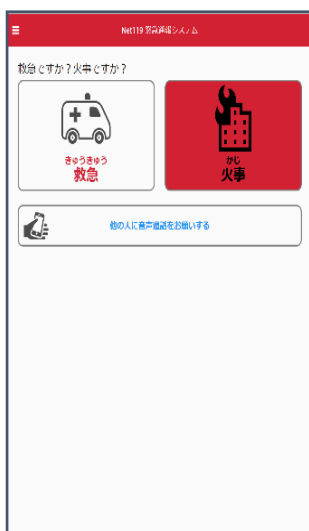 Net119 緊急通報システム
救急ですか？火事ですか？
きゅうきゅう
救急
かじ
火事
他の人に音声通話をお願いする